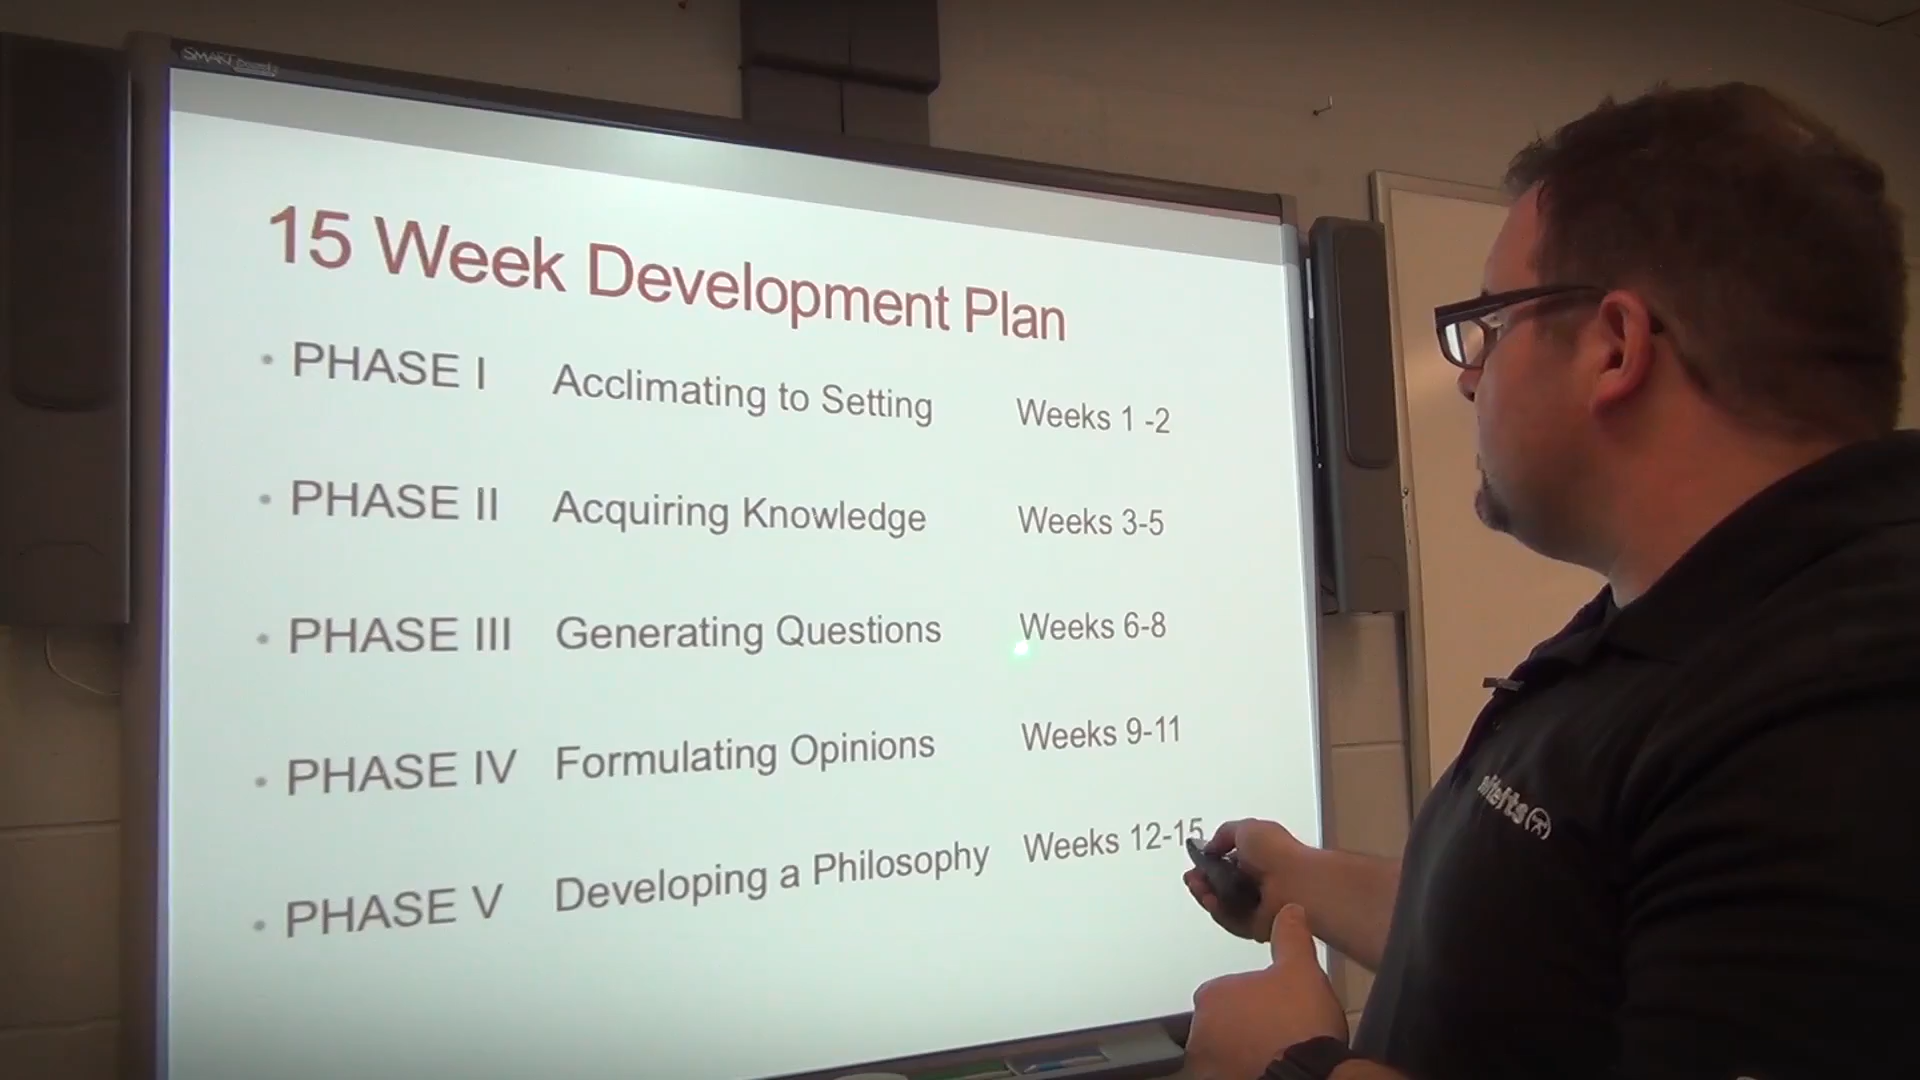 SMART Board
15 Week Development Plan
• PHASE I Acclimating to Setting Weeks 1 -2
• PHASE II Acquiring Knowledge Weeks 3-5
• PHASE III Generating Questions Weeks 6-8
• PHASE IV Formulating Opinions Weeks 9-11
• PHASE V Developing a Philosophy Weeks 12-15